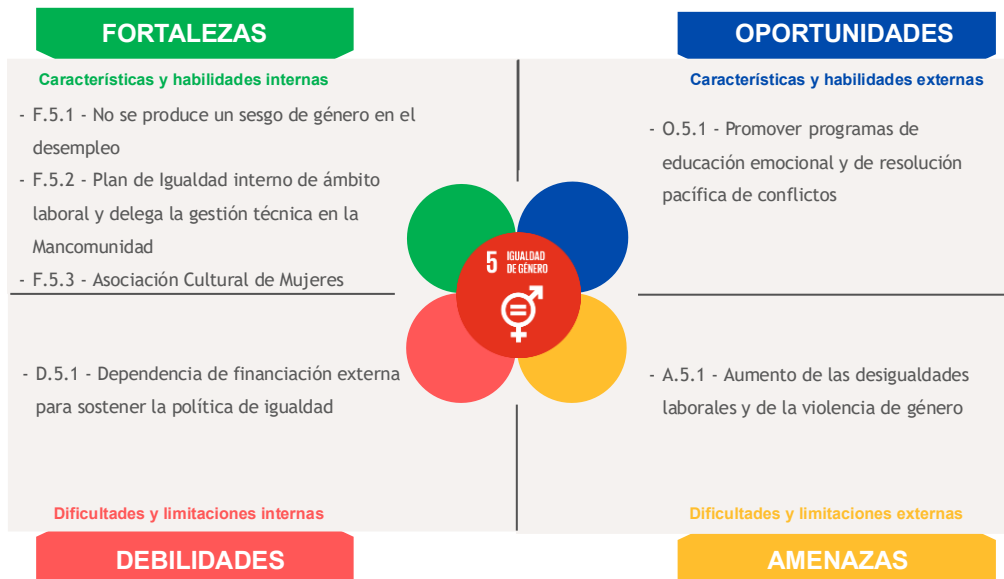 FORTALEZAS
Características y habilidades internas
- F.5.1 - No se produce un sesgo de género en el
desempleo
- F.5.2 - Plan de Igualdad interno de ámbito
laboral y delega la gestión técnica en la
Mancomunidad
- F.5.3 - Asociación Cultural de Mujeres
OPORTUNIDADES
Características y habilidades externas
- O.5.1 - Promover programas de
educación emocional y de resolución
pacífica de conflictos
5 IGUALDAD
DE GÉNERO
- D.5.1 - Dependencia de financiación externa
para sostener la política de igualdad
Dificultades y limitaciones internas
DEBILIDADES
- A.5.1 - Aumento de las desigualdades
laborales y de la violencia de género
Dificultades y limitaciones externas
AMENAZAS